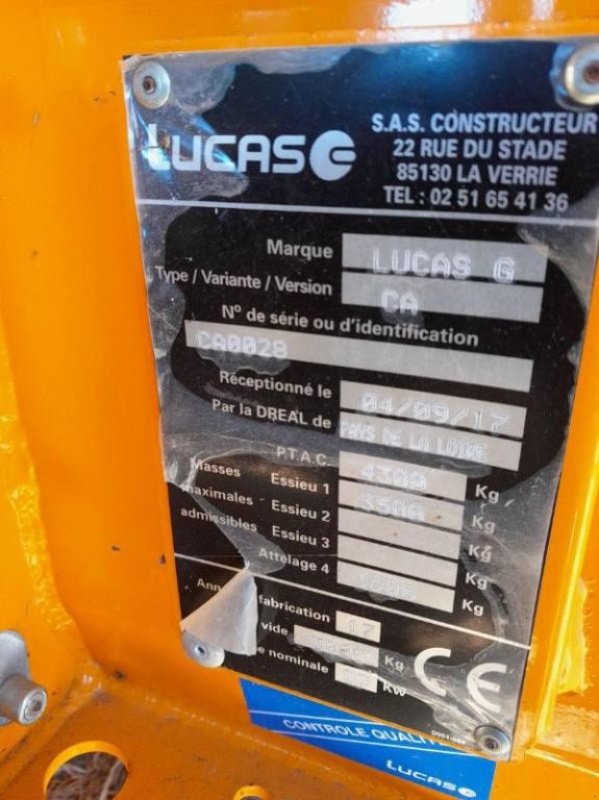 LUCAS G
S.A.S. CONSTRUCTEUR
22 RUE DU STADE
85130 LA VERRIE
TEL : 02 51 65 41 36
Marque LUCAS G
Type / Variante / Version CA
N° de série ou d'identification
CA0028
Réceptionné le 04/09/17
Par la DREAL de PAYS DE LA LOIRE
P.T.A.C. 4300 Kg
Masses Essieu 1 3500 Kg
maximales Essieu 2 Kg
admissibles Essieu 3
Attelage 4 Kg
fabrication 17
vide Kg
nominale kW
CE
CONTROLE QUALITE
LUCAS G